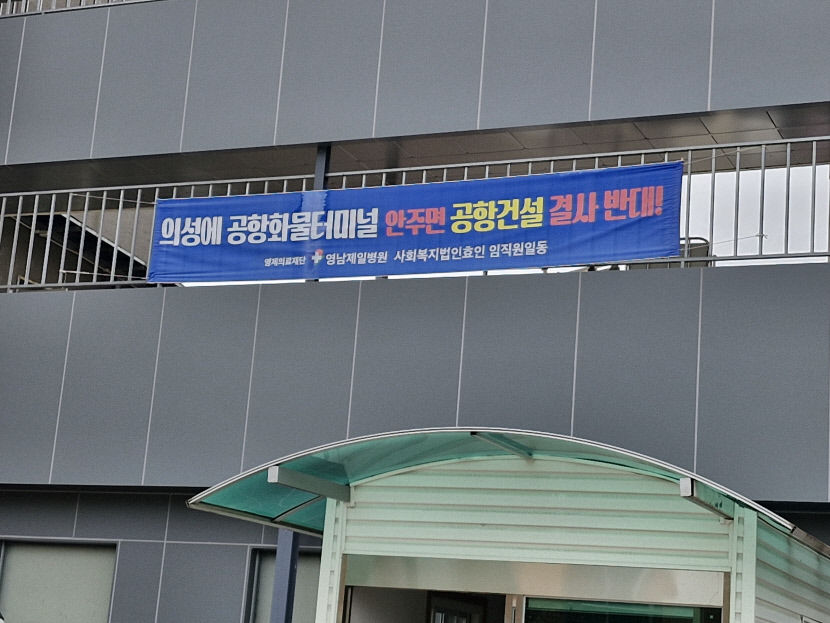 의성에 공항화물터미널 안주면 공항건설 결사 반대!
영제의료재단 영남제일병원 사회복지법인효인 임직원일동